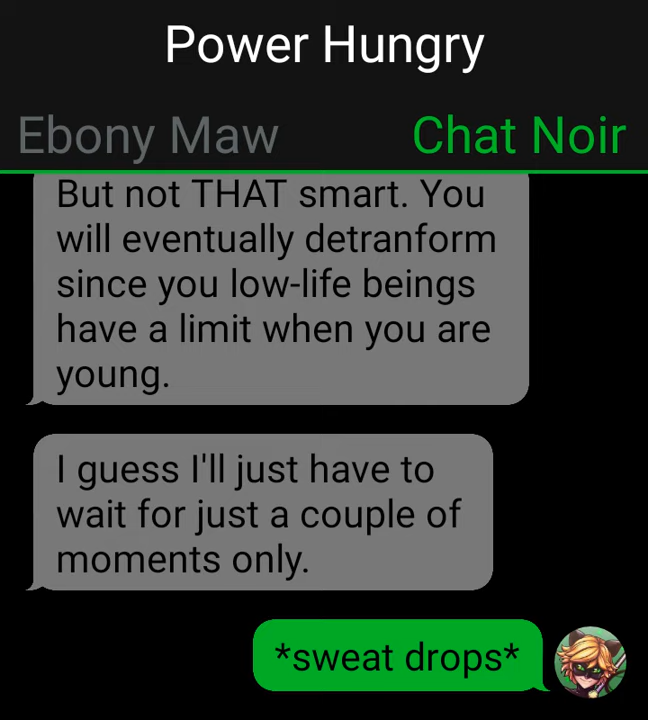 Power Hungry
Ebony Maw Chat Noir
But not THAT smart. You
will eventually detranform
since you low-life beings
have a limit when you are
young.
I guess I'll just have to
wait for just a couple of
moments only.
*sweat drops*